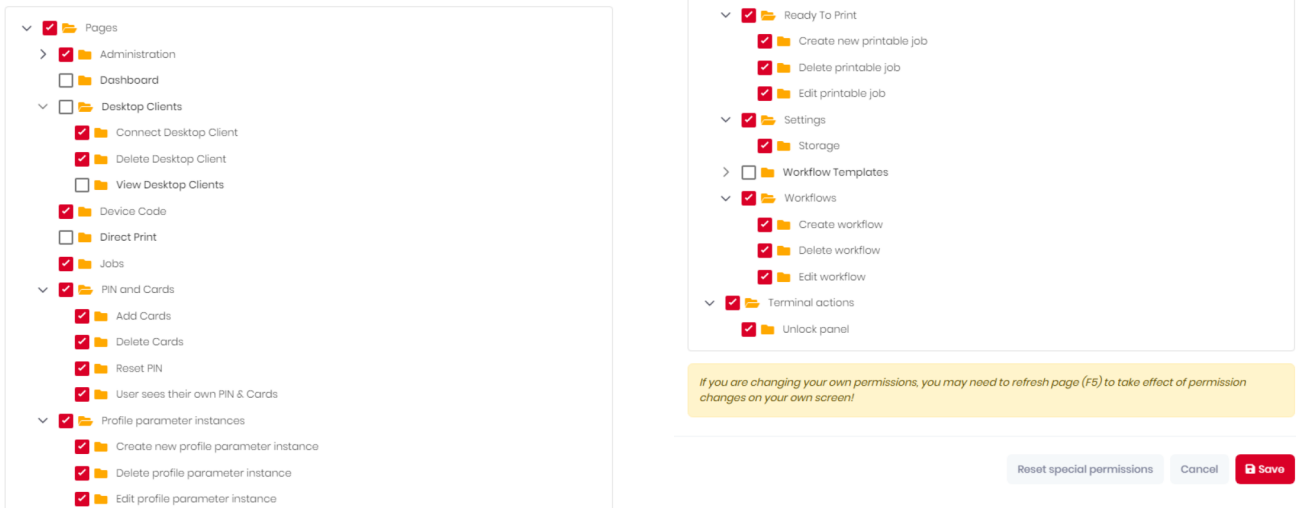 Pages
Administration
Dashboard
Desktop Clients
Connect Desktop Client
Delete Desktop Client
View Desktop Clients
Device Code
Direct Print
Jobs
PIN and Cards
Add Cards
Delete Cards
Reset PIN
User sees their own PIN & Cards
Profile parameter instances
Create new profile parameter instance
Delete profile parameter instance
Edit profile parameter instance
Ready To Print
Create new printable job
Delete printable job
Edit printable job
Settings
Storage
Workflow Templates
Workflows
Create workflow
Delete workflow
Edit workflow
Terminal actions
Unlock panel
If you are changing your own permissions, you may need to refresh page (F5) to take effect of permission
changes on your own screen!
Reset special permissions Cancel Save